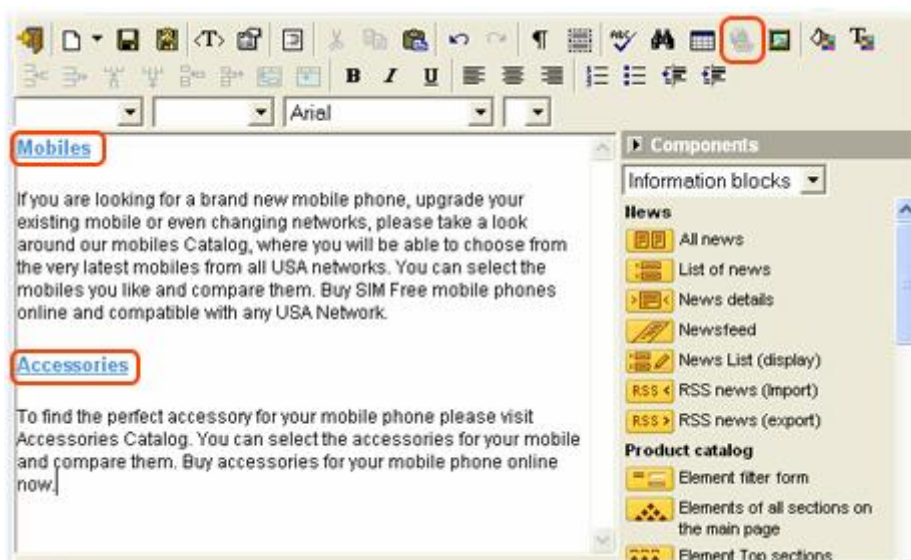 <T>
ABC
B I U
Arial
Mobiles
If you are looking for a brand new mobile phone, upgrade your
existing mobile or even changing networks, please take a look
around our mobiles Catalog, where you will be able to choose from
the very latest mobiles from all USA networks. You can select the
mobiles you like and compare them. Buy SIM Free mobile phones
online and compatible with any USA Network.
Accessories
To find the perfect accessory for your mobile phone please visit
Accessories Catalog. You can select the accessories for your mobile
and compare them. Buy accessories for your mobile phone online
now.
Components
Information blocks
News
All news
List of news
News details
Newsfeed
News List (display)
RSS RSS news (import)
RSS RSS news (export)
Product catalog
Element filter form
Elements of all sections on
the main page
Element Top sections